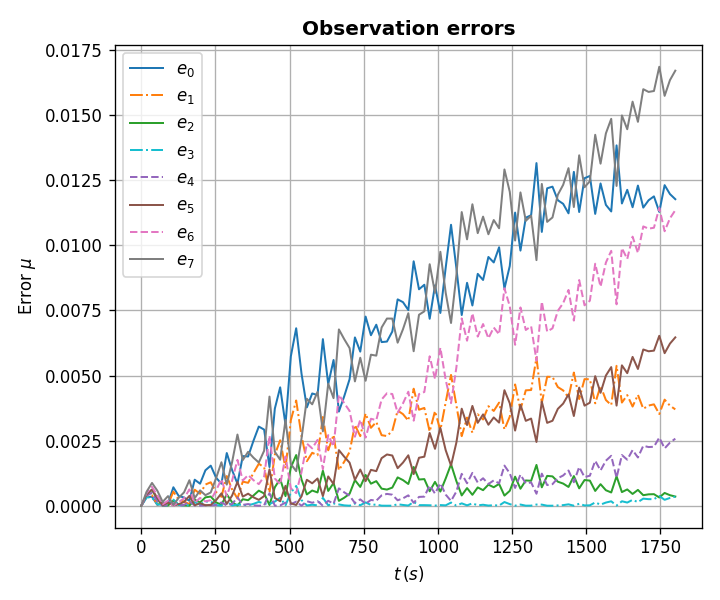 Observation errors
0.0175
0.0150
0.0125
0.0100
0.0075
0.0050
0.0025
0.0000
Error μ
e₀
e₁
e₂
e₃
e₄
e₅
e₆
e₇
0 250 500 750 1000 1250 1500 1750
t (s)